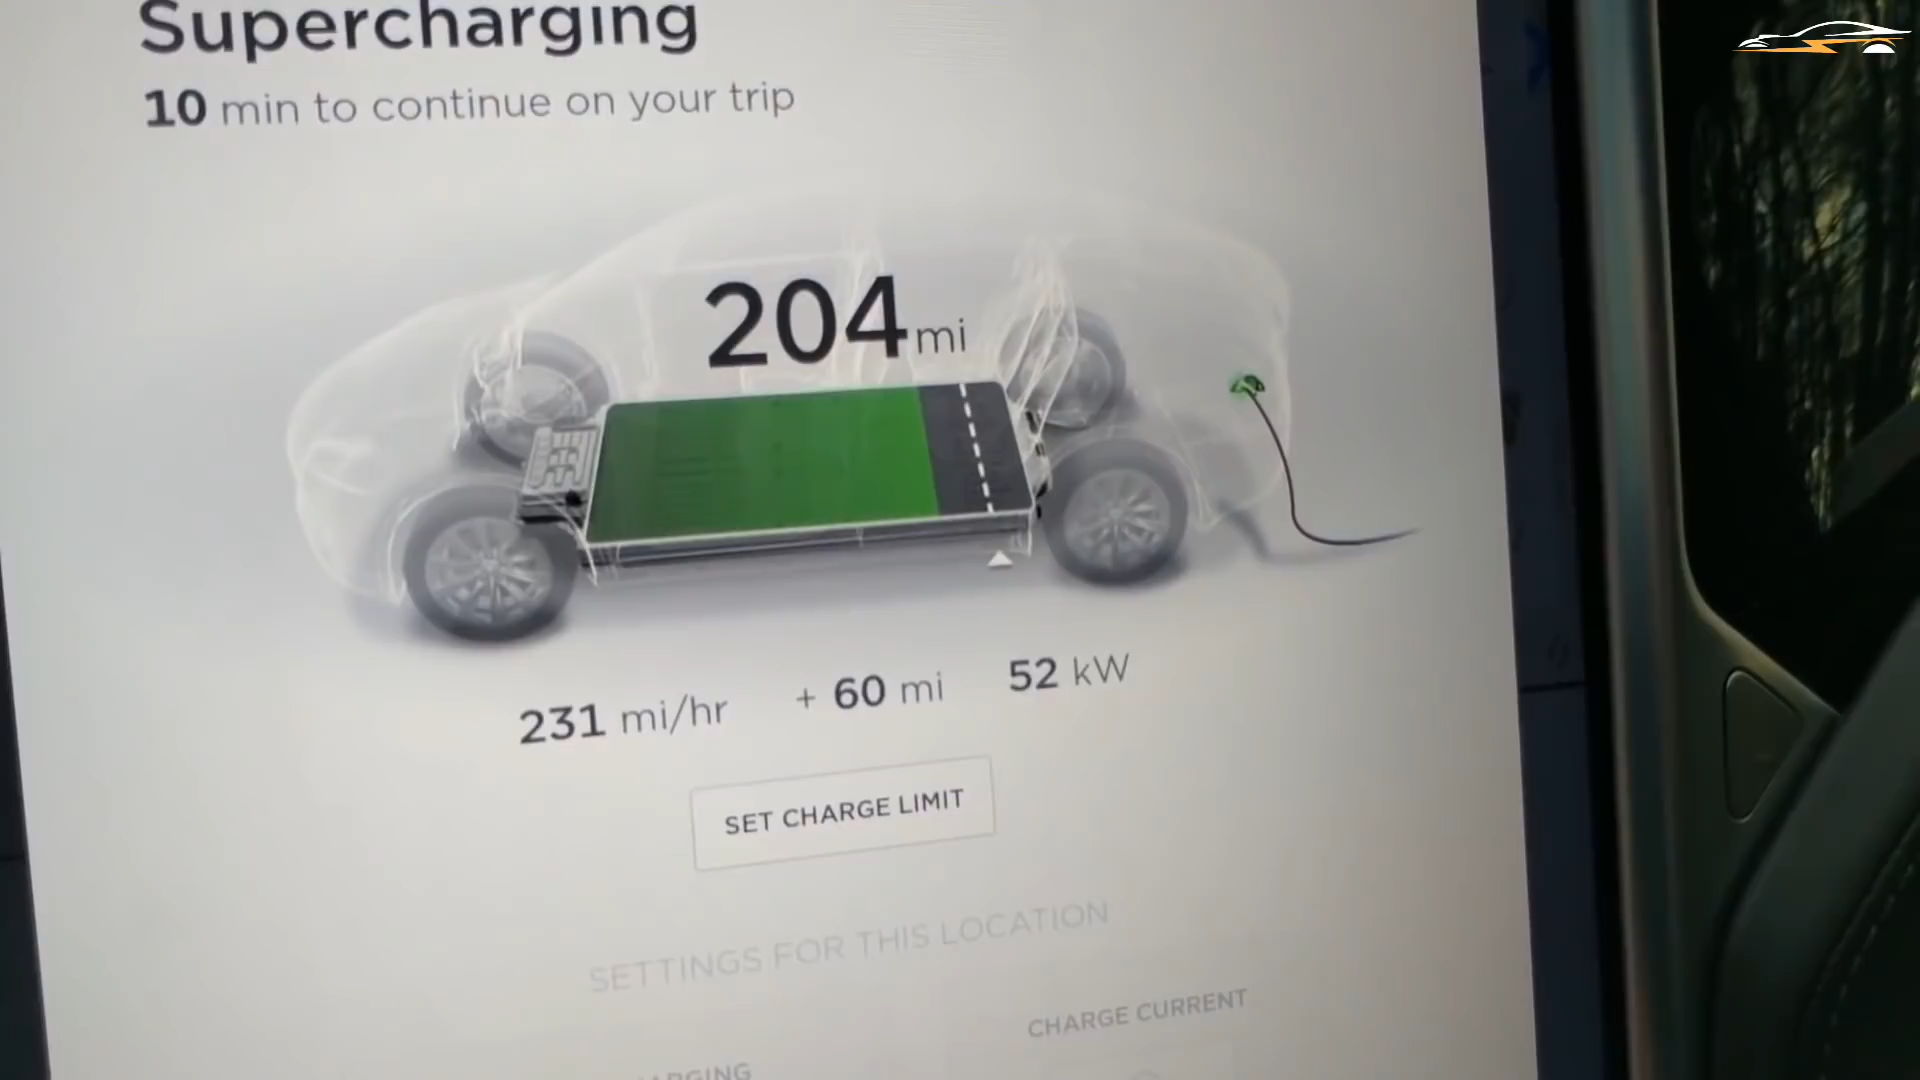 Supercharging
10 min to continue on your trip
204 mi
231 mi/hr + 60 mi 52 kW
SET CHARGE LIMIT
SETTINGS FOR THIS LOCATION
CHARGE CURRENT